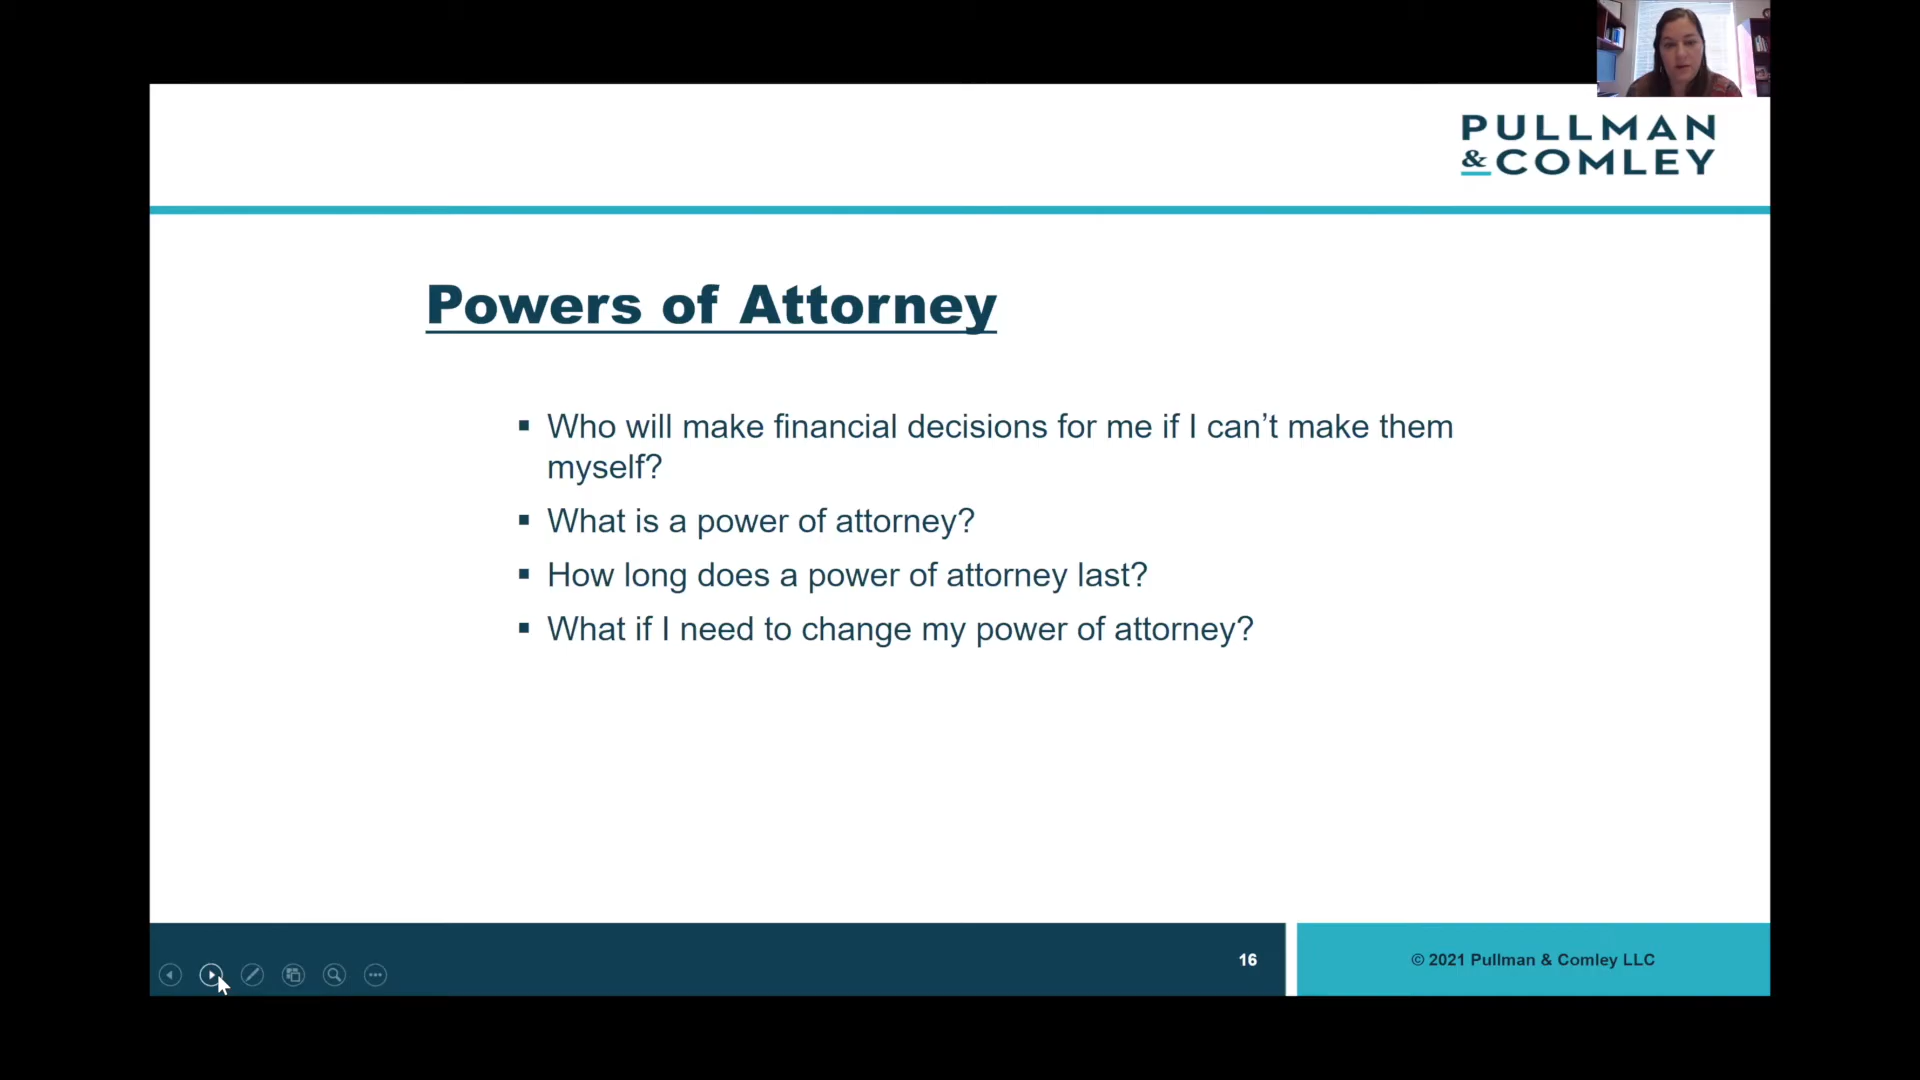 PULLMAN
&COMLEY
Powers of Attorney
▪ Who will make financial decisions for me if I can’t make them
myself?
▪ What is a power of attorney?
▪ How long does a power of attorney last?
▪ What if I need to change my power of attorney?
16
© 2021 Pullman & Comley LLC